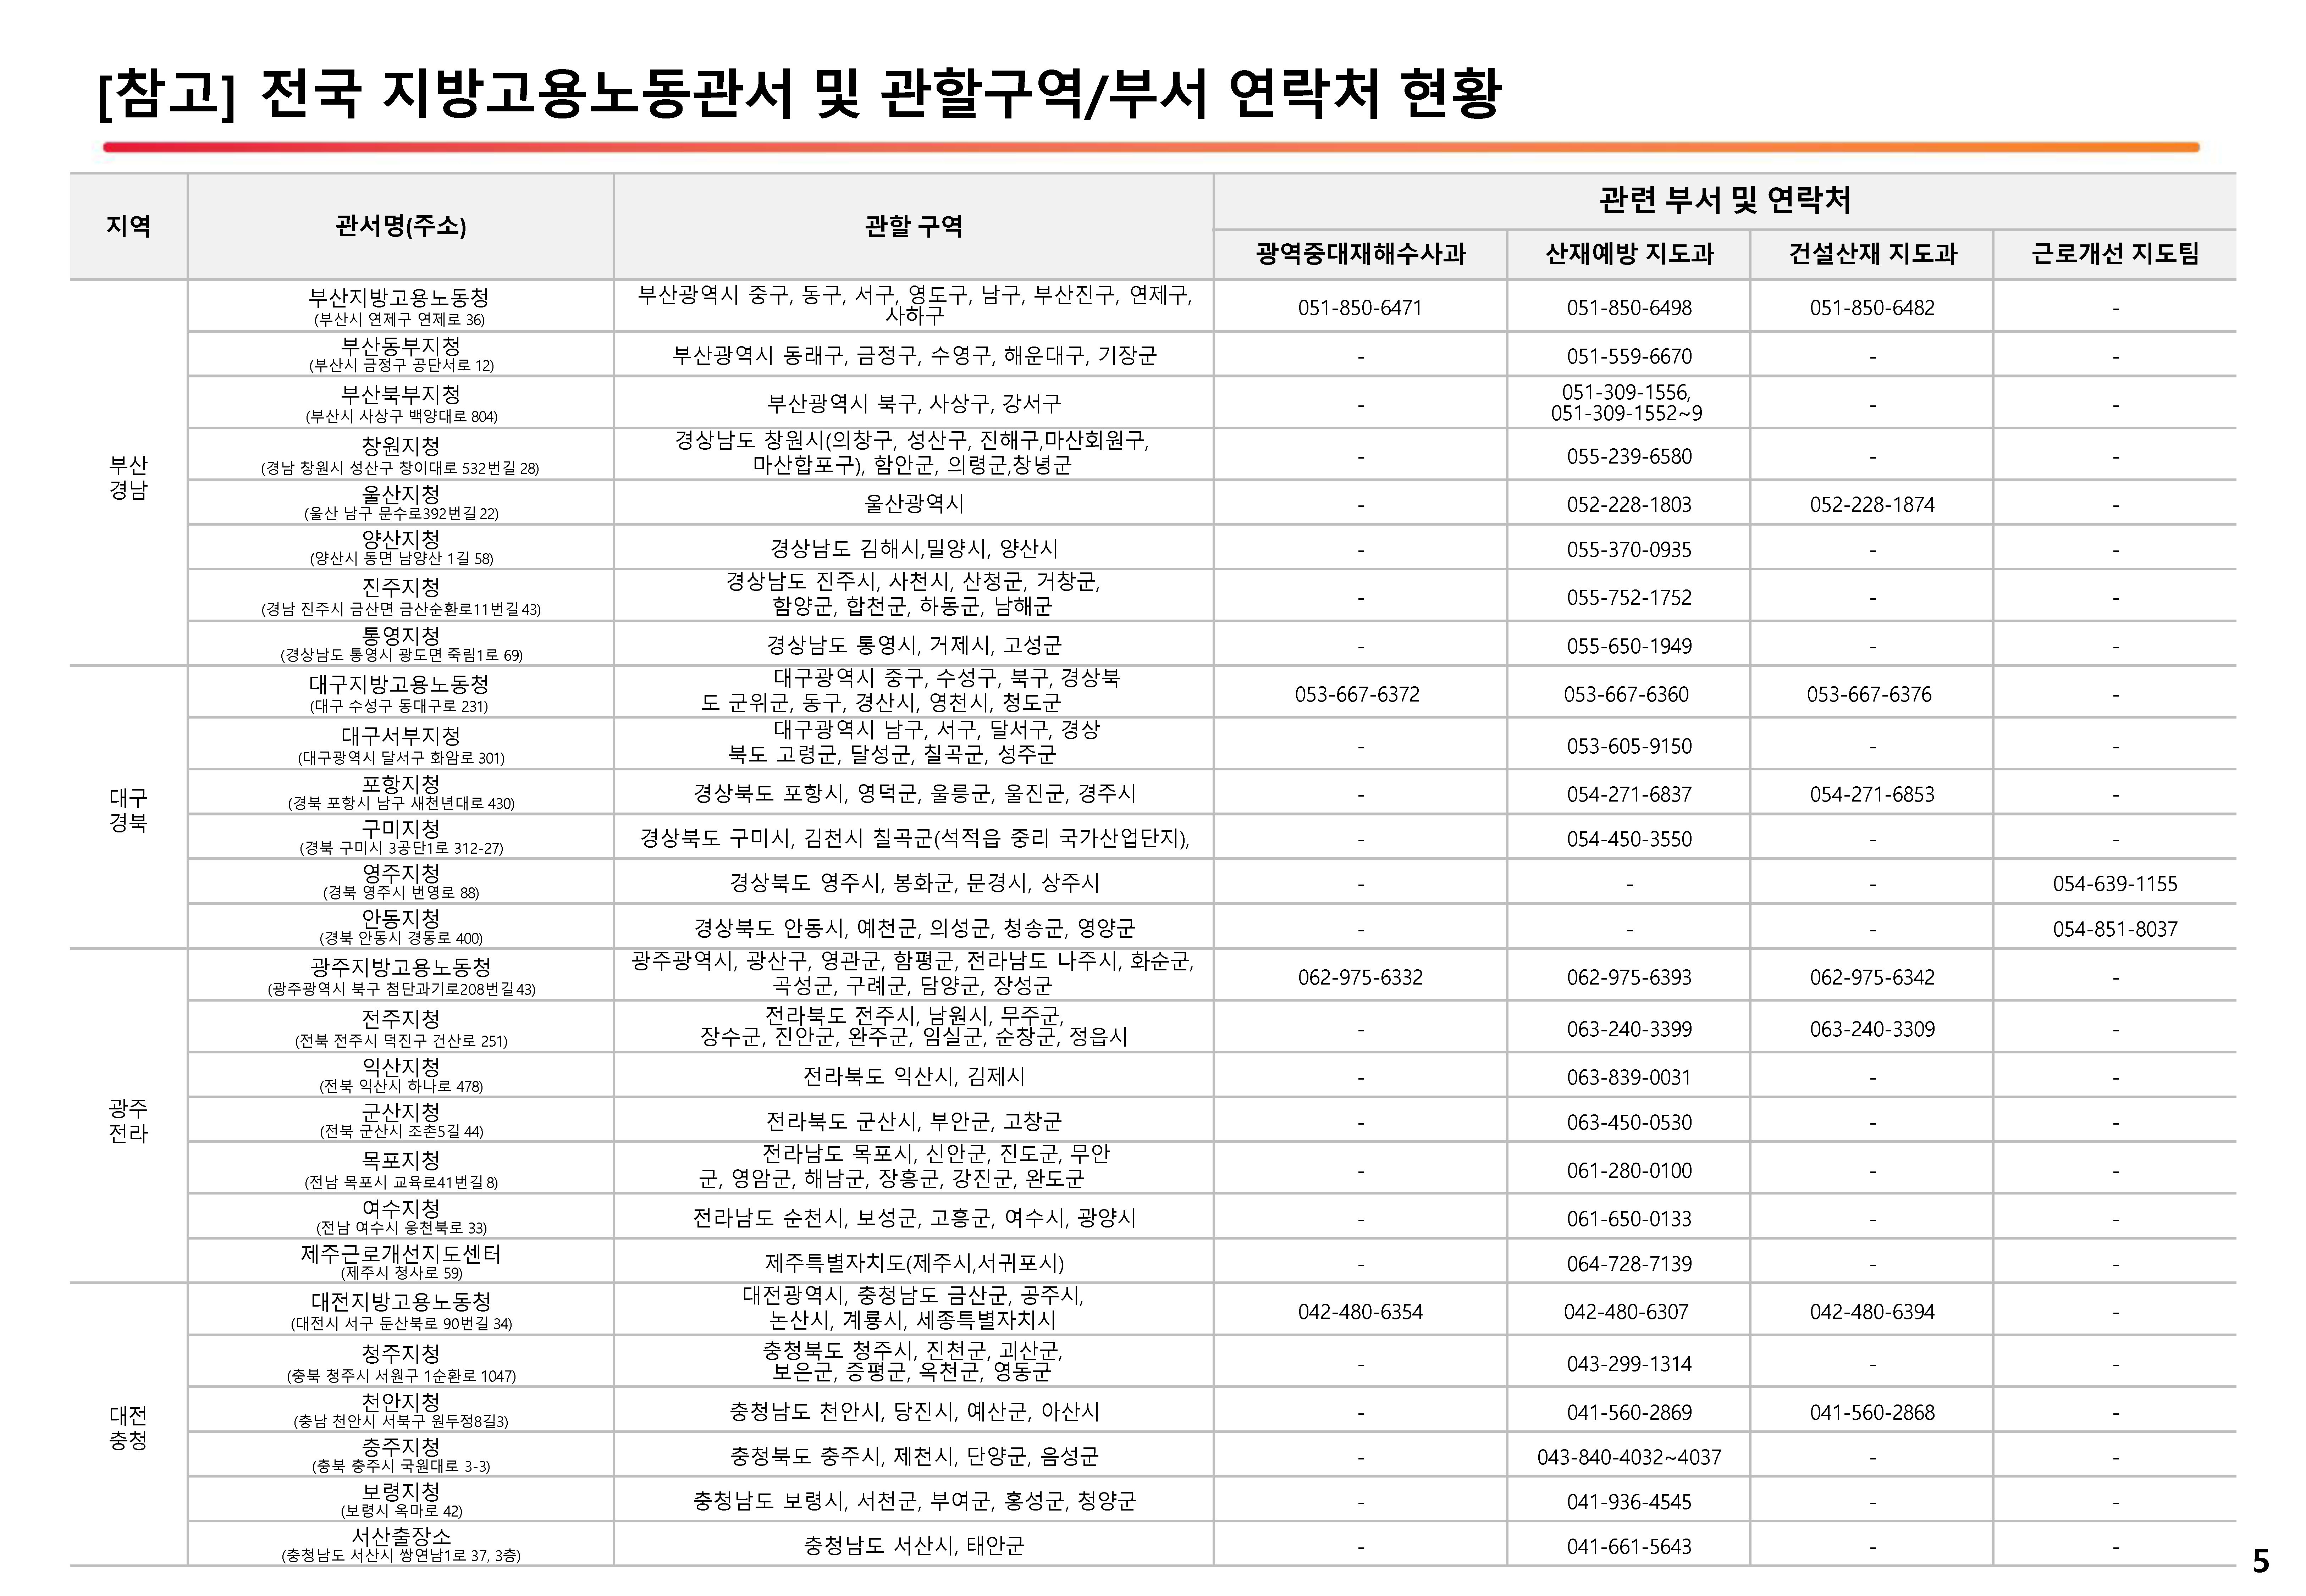 [참고] 전국 지방고용노동관서 및 관할구역/부서 연락처 현황
지역
관서명(주소)
관할 구역
관련 부서 및 연락처
광역중대재해수사과
산재예방 지도과
건설산재 지도과
근로개선 지도팀
부산
경남
부산지방고용노동청
(부산시 연제구 연제로 36)
부산광역시 중구, 동구, 서구, 영도구, 남구, 부산진구, 연제구,
사하구
051-850-6471
051-850-6498
051-850-6482
-
부산동부지청
(부산시 금정구 공단서로 12)
부산광역시 동래구, 금정구, 수영구, 해운대구, 기장군
-
051-559-6670
-
-
부산북부지청
(부산시 사상구 백양대로 804)
부산광역시 북구, 사상구, 강서구
-
051-309-1556,
051-309-1552~9
-
-
창원지청
(경남 창원시 성산구 창이대로 532번길 28)
경상남도 창원시(의창구, 성산구, 진해구,마산회원구,
마산합포구), 함안군, 의령군,창녕군
-
055-239-6580
-
-
울산지청
(울산 남구 문수로392번길 22)
울산광역시
-
052-228-1803
052-228-1874
-
양산지청
(양산시 동면 남양산 1길 58)
경상남도 김해시,밀양시, 양산시
-
055-370-0935
-
-
진주지청
(경남 진주시 금산면 금산순환로11번길 43)
경상남도 진주시, 사천시, 산청군, 거창군,
함양군, 합천군, 하동군, 남해군
-
055-752-1752
-
-
통영지청
(경상남도 통영시 광도면 죽림1로 69)
경상남도 통영시, 거제시, 고성군
-
055-650-1949
-
-
대구
경북
대구지방고용노동청
(대구 수성구 동대구로 231)
대구광역시 중구, 수성구, 북구, 경상북
도 군위군, 동구, 경산시, 영천시, 청도군
053-667-6372
053-667-6360
053-667-6376
-
대구서부지청
(대구광역시 달서구 화암로 301)
대구광역시 남구, 서구, 달서구, 경상
북도 고령군, 달성군, 칠곡군, 성주군
-
053-605-9150
-
-
포항지청
(경북 포항시 남구 새천년대로 430)
경상북도 포항시, 영덕군, 울릉군, 울진군, 경주시
-
054-271-6837
054-271-6853
-
구미지청
(경북 구미시 3공단1로 312-27)
경상북도 구미시, 김천시 칠곡군(석적읍 중리 국가산업단지),
-
054-450-3550
-
-
영주지청
(경북 영주시 번영로 88)
경상북도 영주시, 봉화군, 문경시, 상주시
-
-
-
054-639-1155
안동지청
(경북 안동시 경동로 400)
경상북도 안동시, 예천군, 의성군, 청송군, 영양군
-
-
-
054-851-8037
광주
전라
광주지방고용노동청
(광주광역시 북구 첨단과기로208번길 43)
광주광역시, 광산구, 영관군, 함평군, 전라남도 나주시, 화순군,
곡성군, 구례군, 담양군, 장성군
062-975-6332
062-975-6393
062-975-6342
-
전주지청
(전북 전주시 덕진구 건산로 251)
전라북도 전주시, 남원시, 무주군,
장수군, 진안군, 완주군, 임실군, 순창군, 정읍시
-
063-240-3399
063-240-3309
-
익산지청
(전북 익산시 하나로 478)
전라북도 익산시, 김제시
-
063-839-0031
-
-
군산지청
(전북 군산시 조촌5길 44)
전라북도 군산시, 부안군, 고창군
-
063-450-0530
-
-
목포지청
(전남 목포시 교육로41번길 8)
전라남도 목포시, 신안군, 진도군, 무안
군, 영암군, 해남군, 장흥군, 강진군, 완도군
-
061-280-0100
-
-
여수지청
(전남 여수시 웅천북로 33)
전라남도 순천시, 보성군, 고흥군, 여수시, 광양시
-
061-650-0133
-
-
제주근로개선지도센터
(제주시 청사로 59)
제주특별자치도(제주시,서귀포시)
-
064-728-7139
-
-
대전
충청
대전지방고용노동청
(대전시 서구 둔산북로 90번길 34)
대전광역시, 충청남도 금산군, 공주시,
논산시, 계룡시, 세종특별자치시
042-480-6354
042-480-6307
042-480-6394
-
청주지청
(충북 청주시 서원구 1순환로 1047)
충청북도 청주시, 진천군, 괴산군,
보은군, 증평군, 옥천군, 영동군
-
043-299-1314
-
-
천안지청
(충남 천안시 서북구 원두정8길3)
충청남도 천안시, 당진시, 예산군, 아산시
-
041-560-2869
041-560-2868
-
충주지청
(충북 충주시 국원대로 3-3)
충청북도 충주시, 제천시, 단양군, 음성군
-
043-840-4032~4037
-
-
보령지청
(보령시 옥마로 42)
충청남도 보령시, 서천군, 부여군, 홍성군, 청양군
-
041-936-4545
-
-
서산출장소
(충청남도 서산시 쌍연남1로 37, 3층)
충청남도 서산시, 태안군
-
041-661-5643
-
-
5